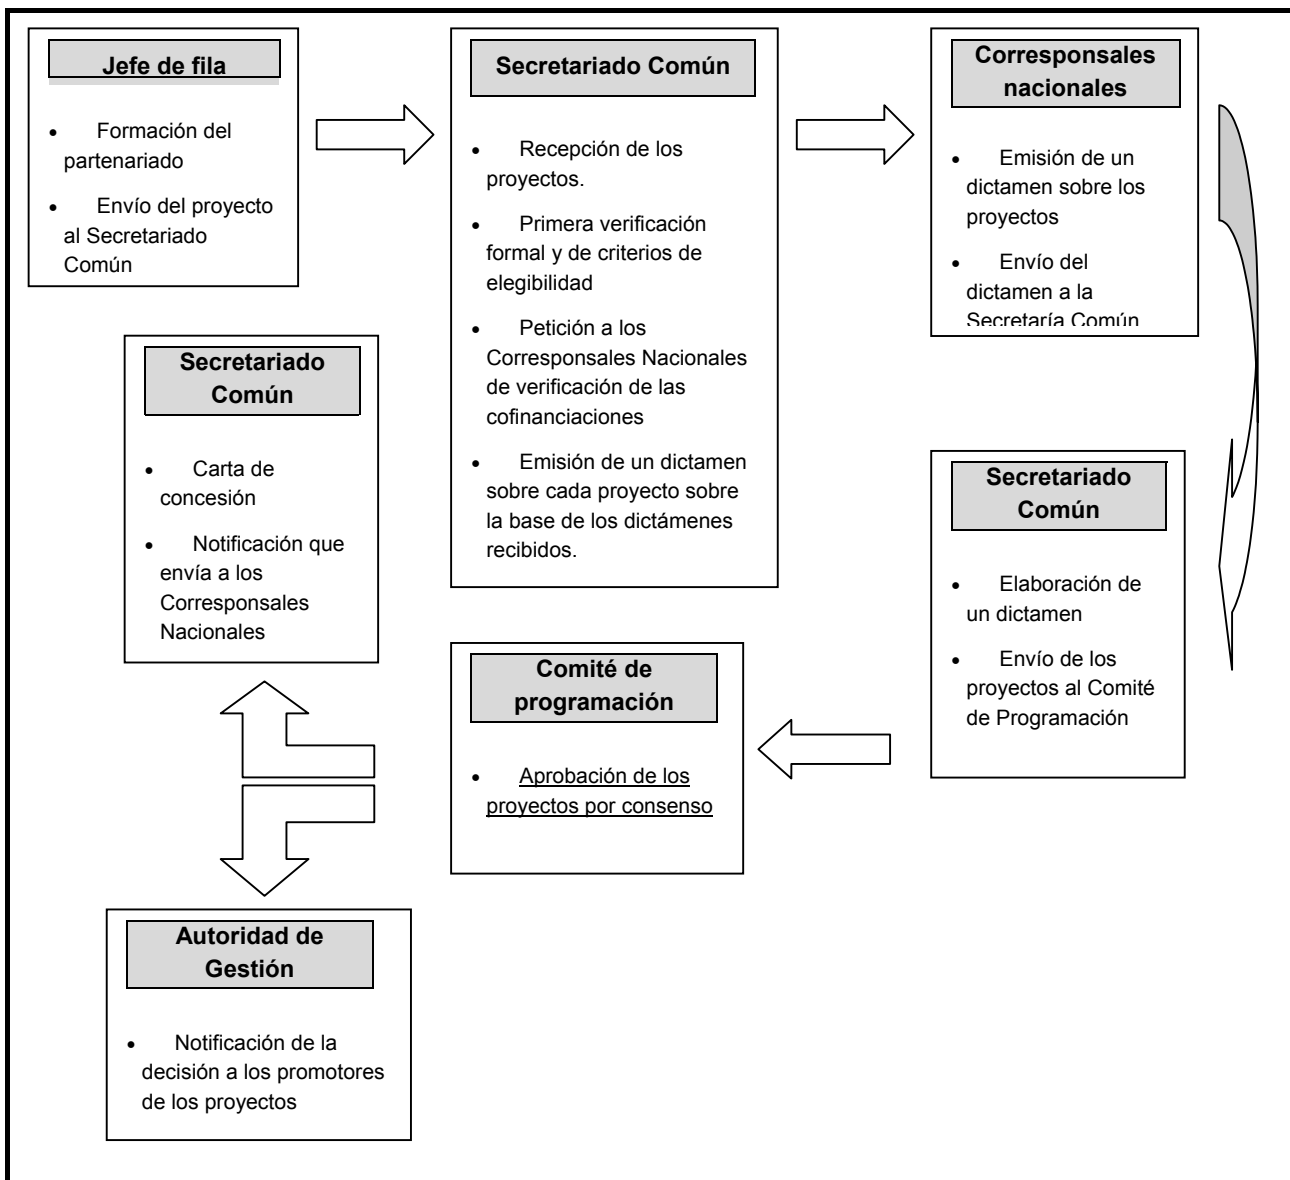 Jefe de fila
• Formación del
partenariado
• Envío del proyecto
al Secretariado
Común
Secretariado Común
• Recepción de los
proyectos.
• Primera verificación
formal y de criterios de
elegibilidad
• Petición a los
Corresponsales Nacionales
de verificación de las
cofinanciaciones
• Emisión de un dictamen
sobre cada proyecto sobre
la base de los dictámenes
recibidos.
Corresponsales
nacionales
• Emisión de un
dictamen sobre los
proyectos
• Envío del
dictamen a la
Secretaría Común
Secretariado
Común
• Elaboración de
un dictamen
• Envío de los
proyectos al Comité
de Programación
Comité de
programación
• Aprobación de los
proyectos por consenso
Secretariado
Común
• Carta de
concesión
• Notificación que
envía a los
Corresponsales
Nacionales
Autoridad de
Gestión
• Notificación de la
decisión a los promotores
de los proyectos